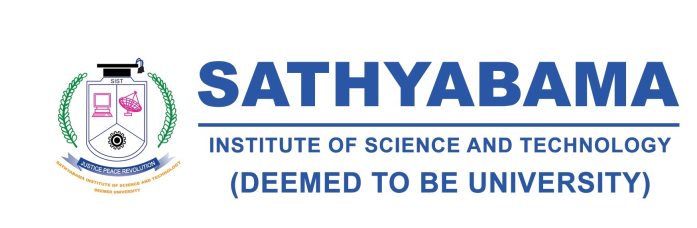 SIST
JUSTICE PEACE REVOLUTION
SATHYABAMA INSTITUTE OF SCIENCE AND TECHNOLOGY
DEEMED UNIVERSITY
SATHYABAMA
INSTITUTE OF SCIENCE AND TECHNOLOGY
(DEEMED TO BE UNIVERSITY)